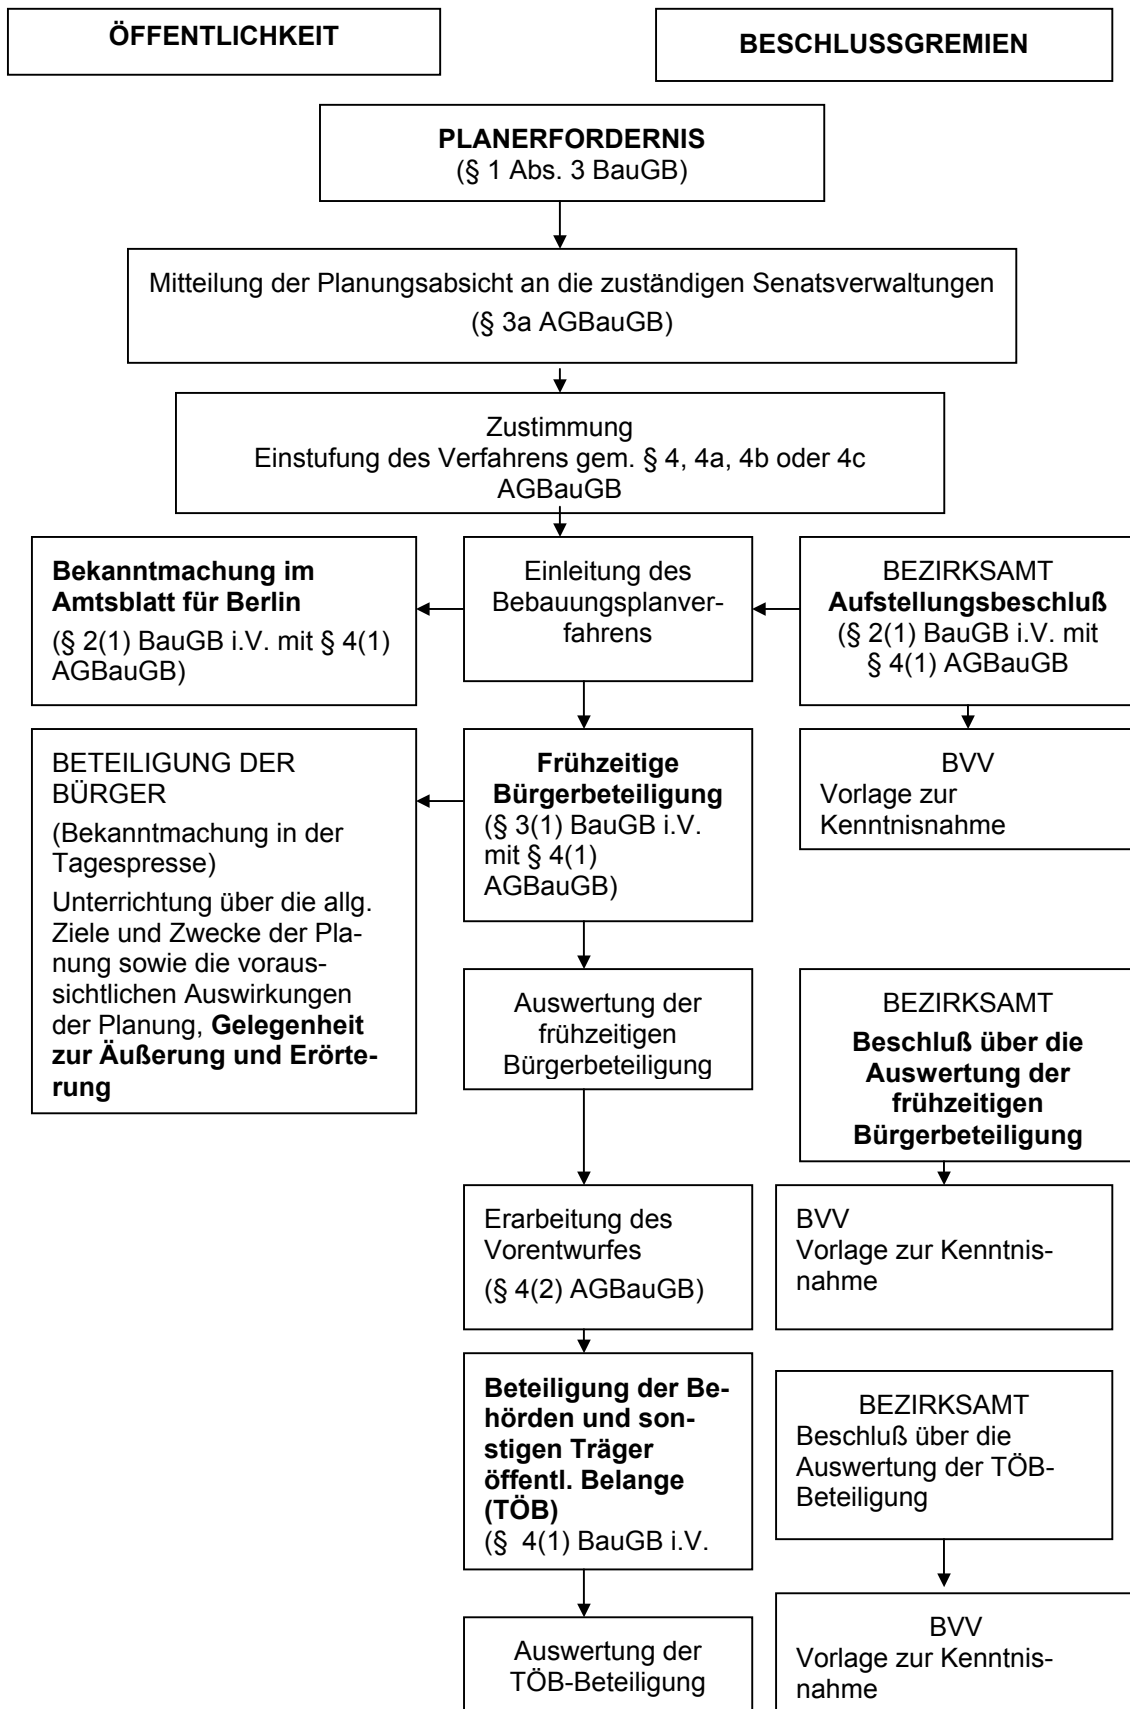 ÖFFENTLICHKEIT
BESCHLUSSGREMIEN
PLANERFORDERNIS
(§ 1 Abs. 3 BauGB)
Mitteilung der Planungsabsicht an die zuständigen Senatsverwaltungen
(§ 3a AGBauGB)
Zustimmung
Einstufung des Verfahrens gem. § 4, 4a, 4b oder 4c
AGBauGB
Bekanntmachung im
Amtsblatt für Berlin
(§ 2(1) BauGB i.V. mit § 4(1)
AGBauGB)
Einleitung des
Bebauungsplanver-
fahrens
BEZIRKSAMT
Aufstellungsbeschluß
(§ 2(1) BauGB i.V. mit
§ 4(1) AGBauGB
BETEILIGUNG DER
BÜRGER
(Bekanntmachung in der
Tagespresse)
Unterrichtung über die allg.
Ziele und Zwecke der Pla-
nung sowie die voraus-
sichtlichen Auswirkungen
der Planung, Gelegenheit
zur Äußerung und Erörte-
rung
Frühzeitige
Bürgerbeteiligung
(§ 3(1) BauGB i.V.
mit § 4(1)
AGBauGB)
BVV
Vorlage zur
Kenntnisnahme
Auswertung der
frühzeitigen
Bürgerbeteiligung
BEZIRKSAMT
Beschluß über die
Auswertung der
frühzeitigen
Bürgerbeteiligung
Erarbeitung des
Vorentwurfes
(§ 4(2) AGBauGB)
BVV
Vorlage zur Kenntnis-
nahme
Beteiligung der Be-
hörden und son-
stigen Träger
öffentl. Belange
(TÖB)
(§ 4(1) BauGB i.V.
BEZIRKSAMT
Beschluß über die
Auswertung der TÖB-
Beteiligung
Auswertung der
TÖB-Beteiligung
BVV
Vorlage zur Kenntnis-
nahme